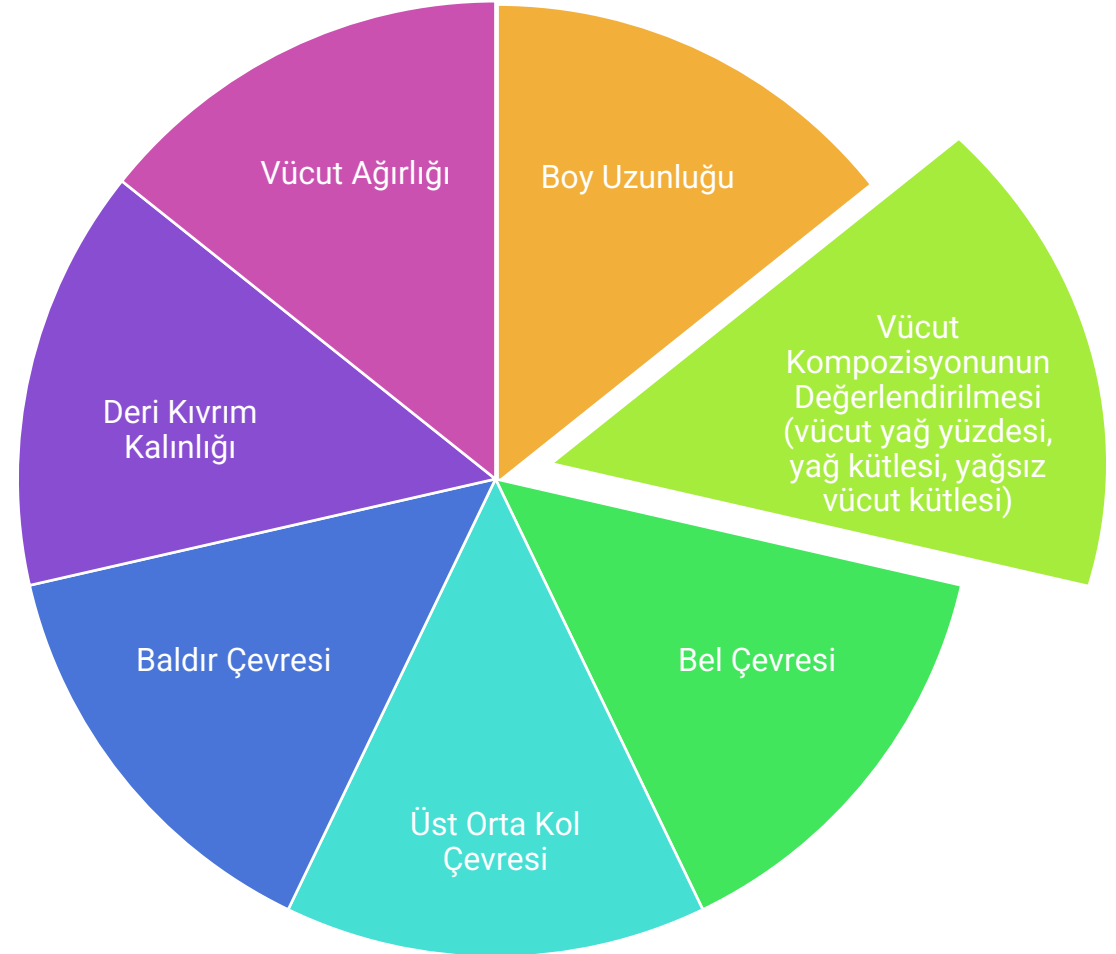 Vücut Ağırlığı
Boy Uzunluğu
Vücut
Kompozisyonunun
Değerlendirilmesi
(vücut yağ yüzdesi,
yağ kütlesi, yağsız
vücut kütlesi)
Deri Kıvrım
Kalınlığı
Baldır Çevresi
Bel Çevresi
Üst Orta Kol
Çevresi